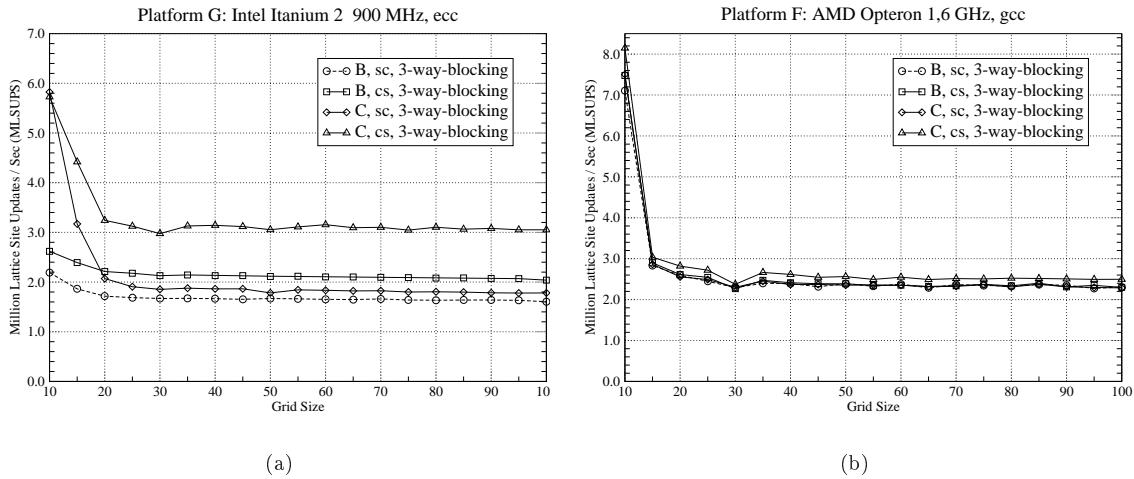 Platform G: Intel Itanium 2  900 MHz, ecc
7.0
6.0
5.0
4.0
3.0
2.0
1.0
0.0
Million Lattice Site Updates / Sec (MLSUPS)
B, sc, 3-way-blocking
B, cs, 3-way-blocking
C, sc, 3-way-blocking
C, cs, 3-way-blocking
10 20 30 40 50 60 70 80 90 10
Grid Size
(a)
Platform F: AMD Opteron 1,6 GHz, gcc
8.0
7.0
6.0
5.0
4.0
3.0
2.0
1.0
0.0
Million Lattice Site Updates / Sec (MLSUPS)
B, sc, 3-way-blocking
B, cs, 3-way-blocking
C, sc, 3-way-blocking
C, cs, 3-way-blocking
10 20 30 40 50 60 70 80 90 100
Grid Size
(b)